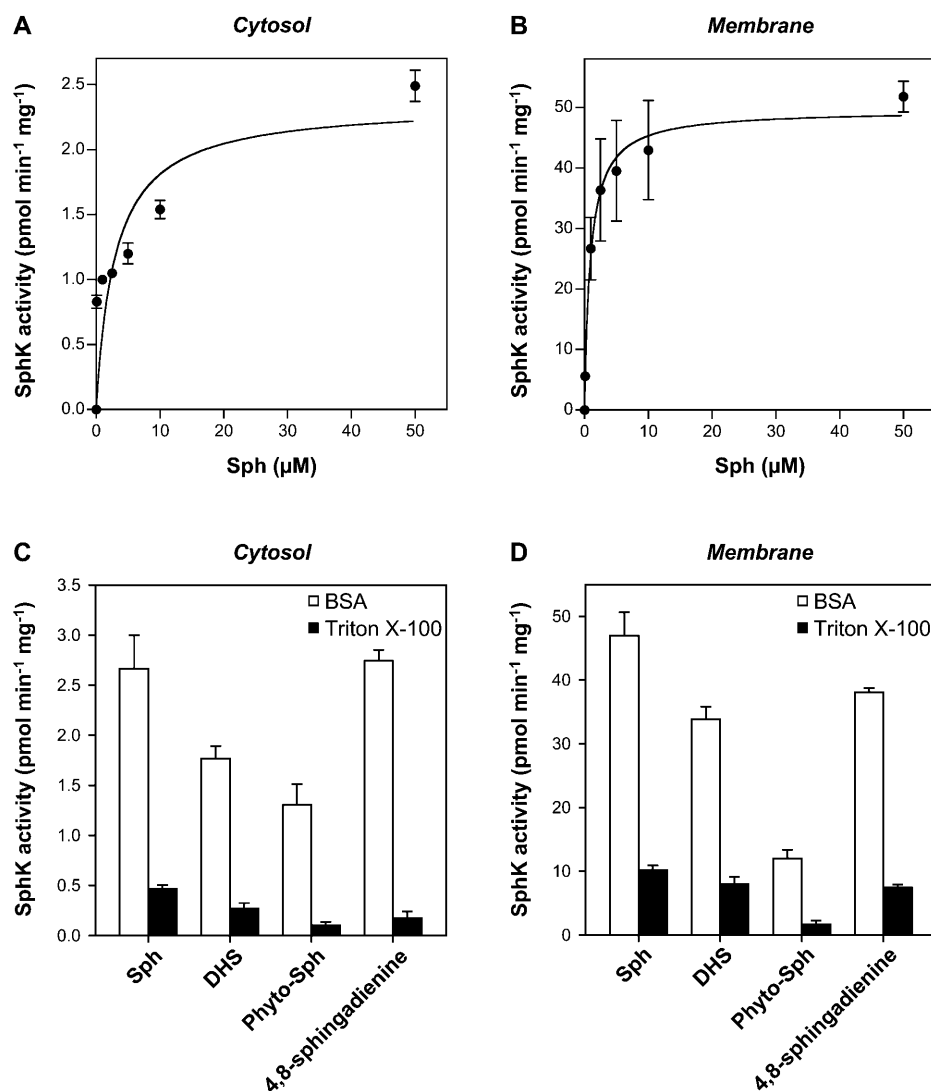 A
Cytosol
SphK activity (pmol min⁻¹ mg⁻¹)
2.5
2.0
1.5
1.0
0.5
0.0
0 10 20 30 40 50
Sph (µM)
B
Membrane
SphK activity (pmol min⁻¹ mg⁻¹)
50
40
30
20
10
0
0 10 20 30 40 50
Sph (µM)
C
Cytosol
SphK activity (pmol min⁻¹ mg⁻¹)
3.5
3.0
2.5
2.0
1.5
1.0
0.5
0.0
BSA
Triton X-100
Sph
DHS
Phyto-Sph
4,8-sphingadienine
D
Membrane
SphK activity (pmol min⁻¹ mg⁻¹)
50
40
30
20
10
0
BSA
Triton X-100
Sph
DHS
Phyto-Sph
4,8-sphingadienine